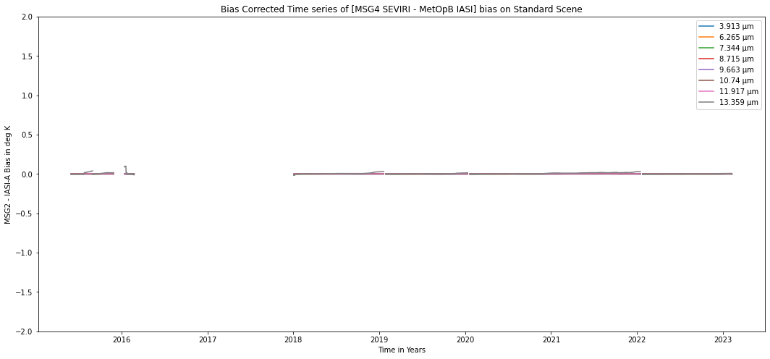 Bias Corrected Time series of [MSG4 SEVIRI - MetOpB IASI] bias on Standard Scene
2.0
1.5
1.0
0.5
0.0
−0.5
−1.0
−1.5
−2.0
MSG2 - IASI-A Bias in deg K
3.913 µm
6.265 µm
7.344 µm
8.715 µm
9.663 µm
10.74 µm
11.917 µm
13.359 µm
1
2016
2017
2018
2019
2020
2021
2022
2023
Time in Years